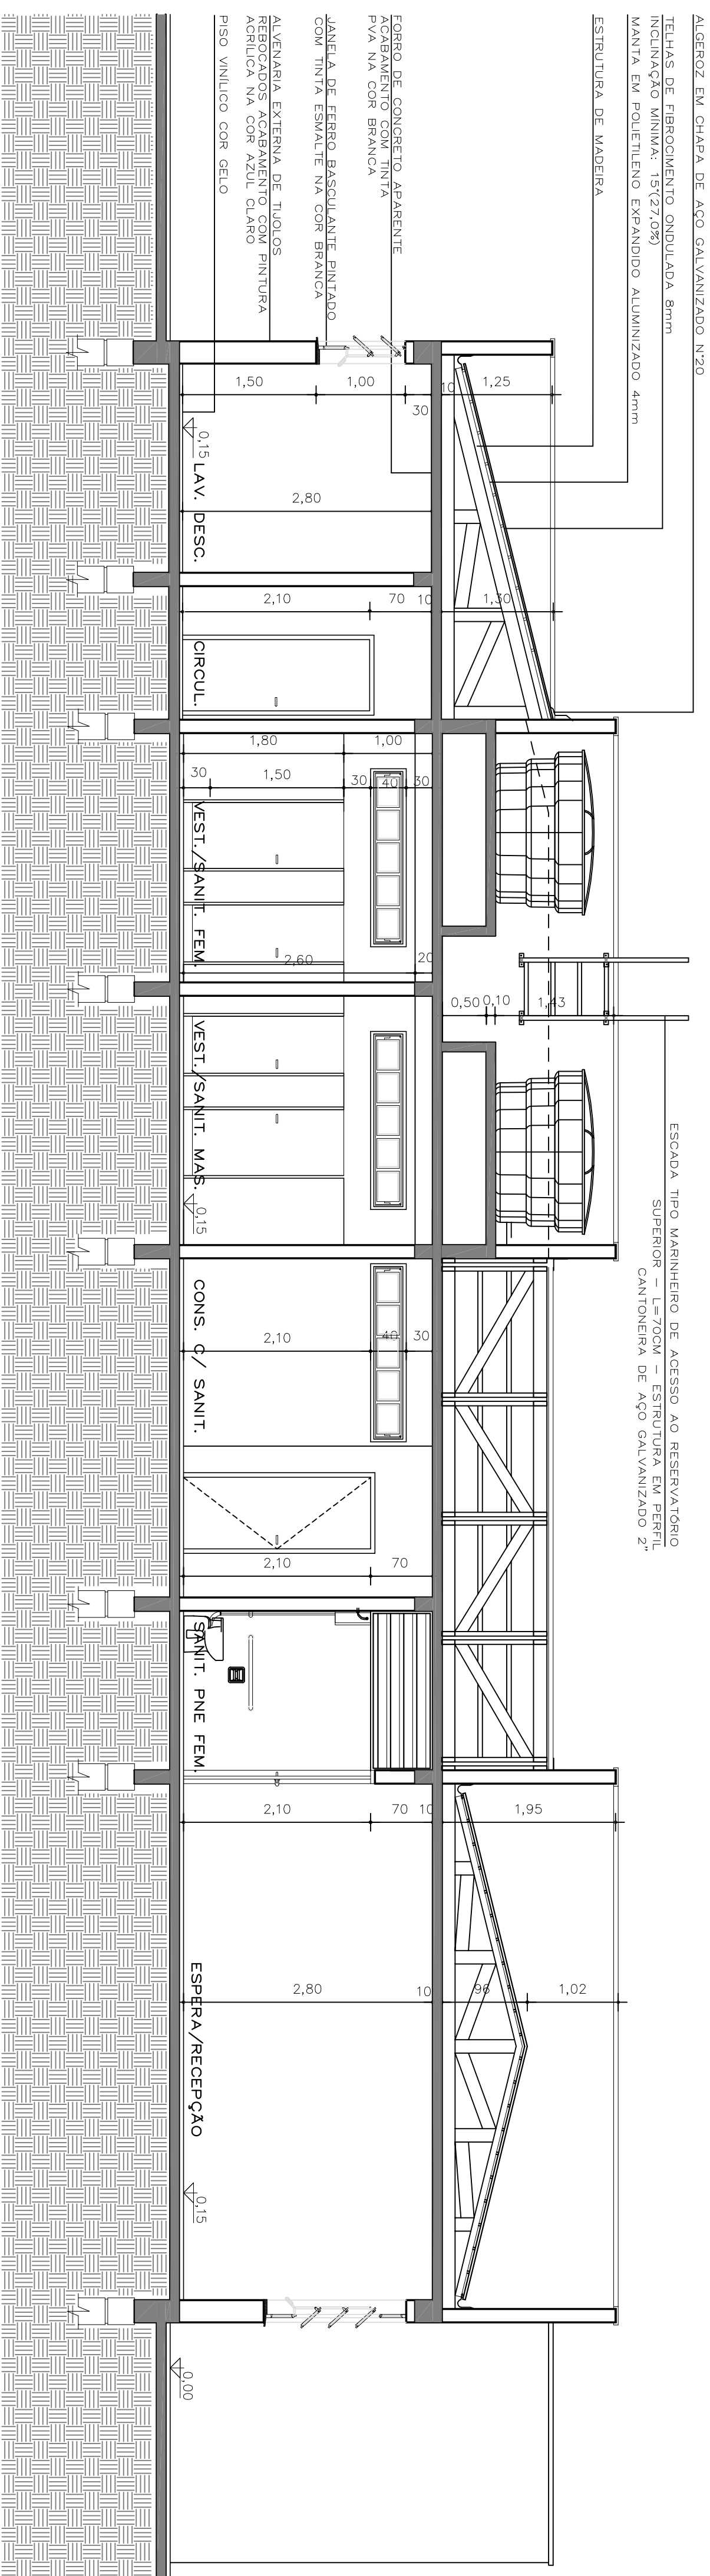 ALGEROZ EM CHAPA DE AÇO GALVANIZADO N°20
TELHAS DE FIBROCIMENTO ONDULADA 8mm
INCLINAÇÃO MÍNIMA: 15°(27,0%)
MANTA EM POLIETILENO EXPANDIDO ALUMINIZADO 4mm
ESTRUTURA DE MADEIRA
FORRO DE CONCRETO APARENTE
ACABAMENTO COM TINTA
PVA NA COR BRANCA
JANELA DE FERRO BASCULANTE PINTADO
COM TINTA ESMALTE NA COR BRANCA
ALVENARIA EXTERNA DE TIJOLOS
REBOCADOS ACABAMENTO COM PINTURA
ACRÍLICA NA COR AZUL CLARO
PISO VINÍLICO COR GELO
ESCADA TIPO MARINHEIRO DE ACESSO AO RESERVATÓRIO
SUPERIOR – L=70CM – ESTRUTURA EM PERFIL
CANTONEIRA DE AÇO GALVANIZADO 2"
1,50
1,00
30
10
1,25
0,15
LAV. DESC.
2,80
2,10
70
10
1,30
CIRCUL.
1,80
1,00
30
1,50
30
40
30
VEST./SANIT. FEM.
2,60
20
0,50
0,10
1,43
VEST./SANIT. MAS.
0,15
CONS. C/ SANIT.
2,10
40
30
2,10
70
SANIT. PNE FEM.
2,10
70
10
1,95
2,80
10
96
1,02
ESPERA/RECEPÇÃO
0,15
0,00